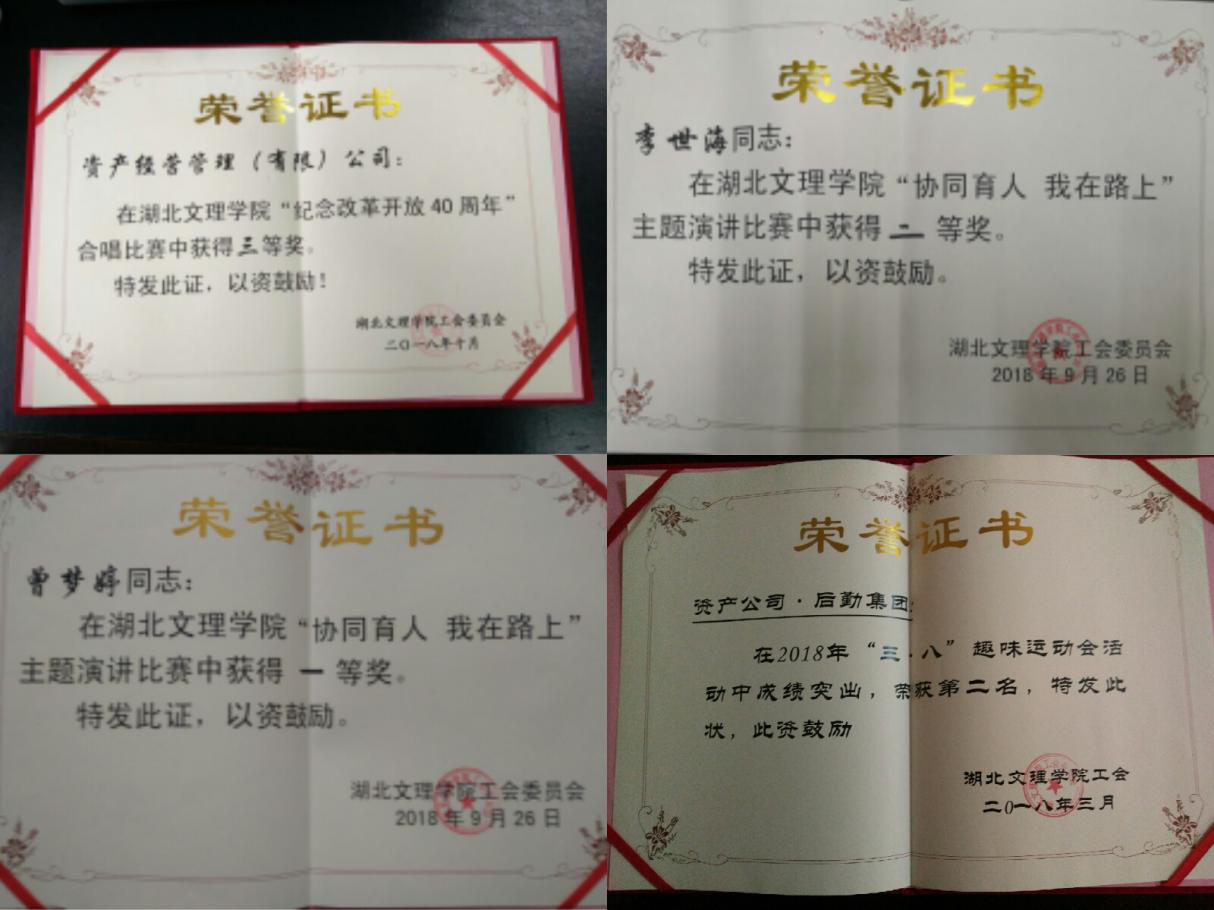 荣誉证书
资产经营管理（有限）公司：
在湖北文理学院“纪念改革开放40周年”
合唱比赛中获得三等奖。
特发此证，以资鼓励！
湖北文理学院工会委员会
二〇一八年十月
荣誉证书
李世海同志：
在湖北文理学院“协同育人 我在路上”
主题演讲比赛中获得 二 等奖。
特发此证，以资鼓励。
湖北文理学院工会委员会
2018年9月26日
荣誉证书
曾梦婷同志：
在湖北文理学院“协同育人 我在路上”
主题演讲比赛中获得 一 等奖。
特发此证，以资鼓励。
湖北文理学院工会委员会
2018年9月26日
荣誉证书
资产公司·后勤集团：
在2018年“三·八”趣味运动会活
动中成绩突出，荣获第二名，特发此
状，此资鼓励
湖北文理学院工会
二〇一八年三月